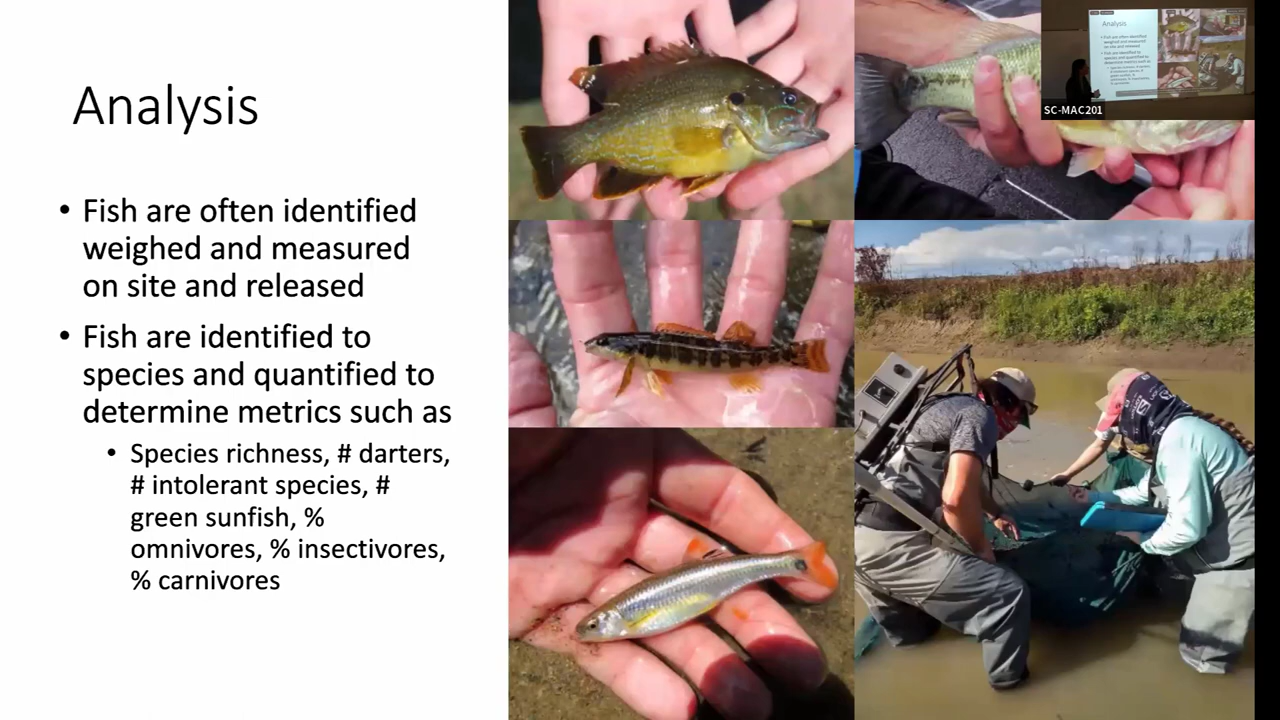 Analysis
• Fish are often identified
weighed and measured
on site and released
• Fish are identified to
species and quantified to
determine metrics such as
• Species richness, # darters,
# intolerant species, #
green sunfish, %
omnivores, % insectivores,
% carnivores
Analysis
SC-MAC201